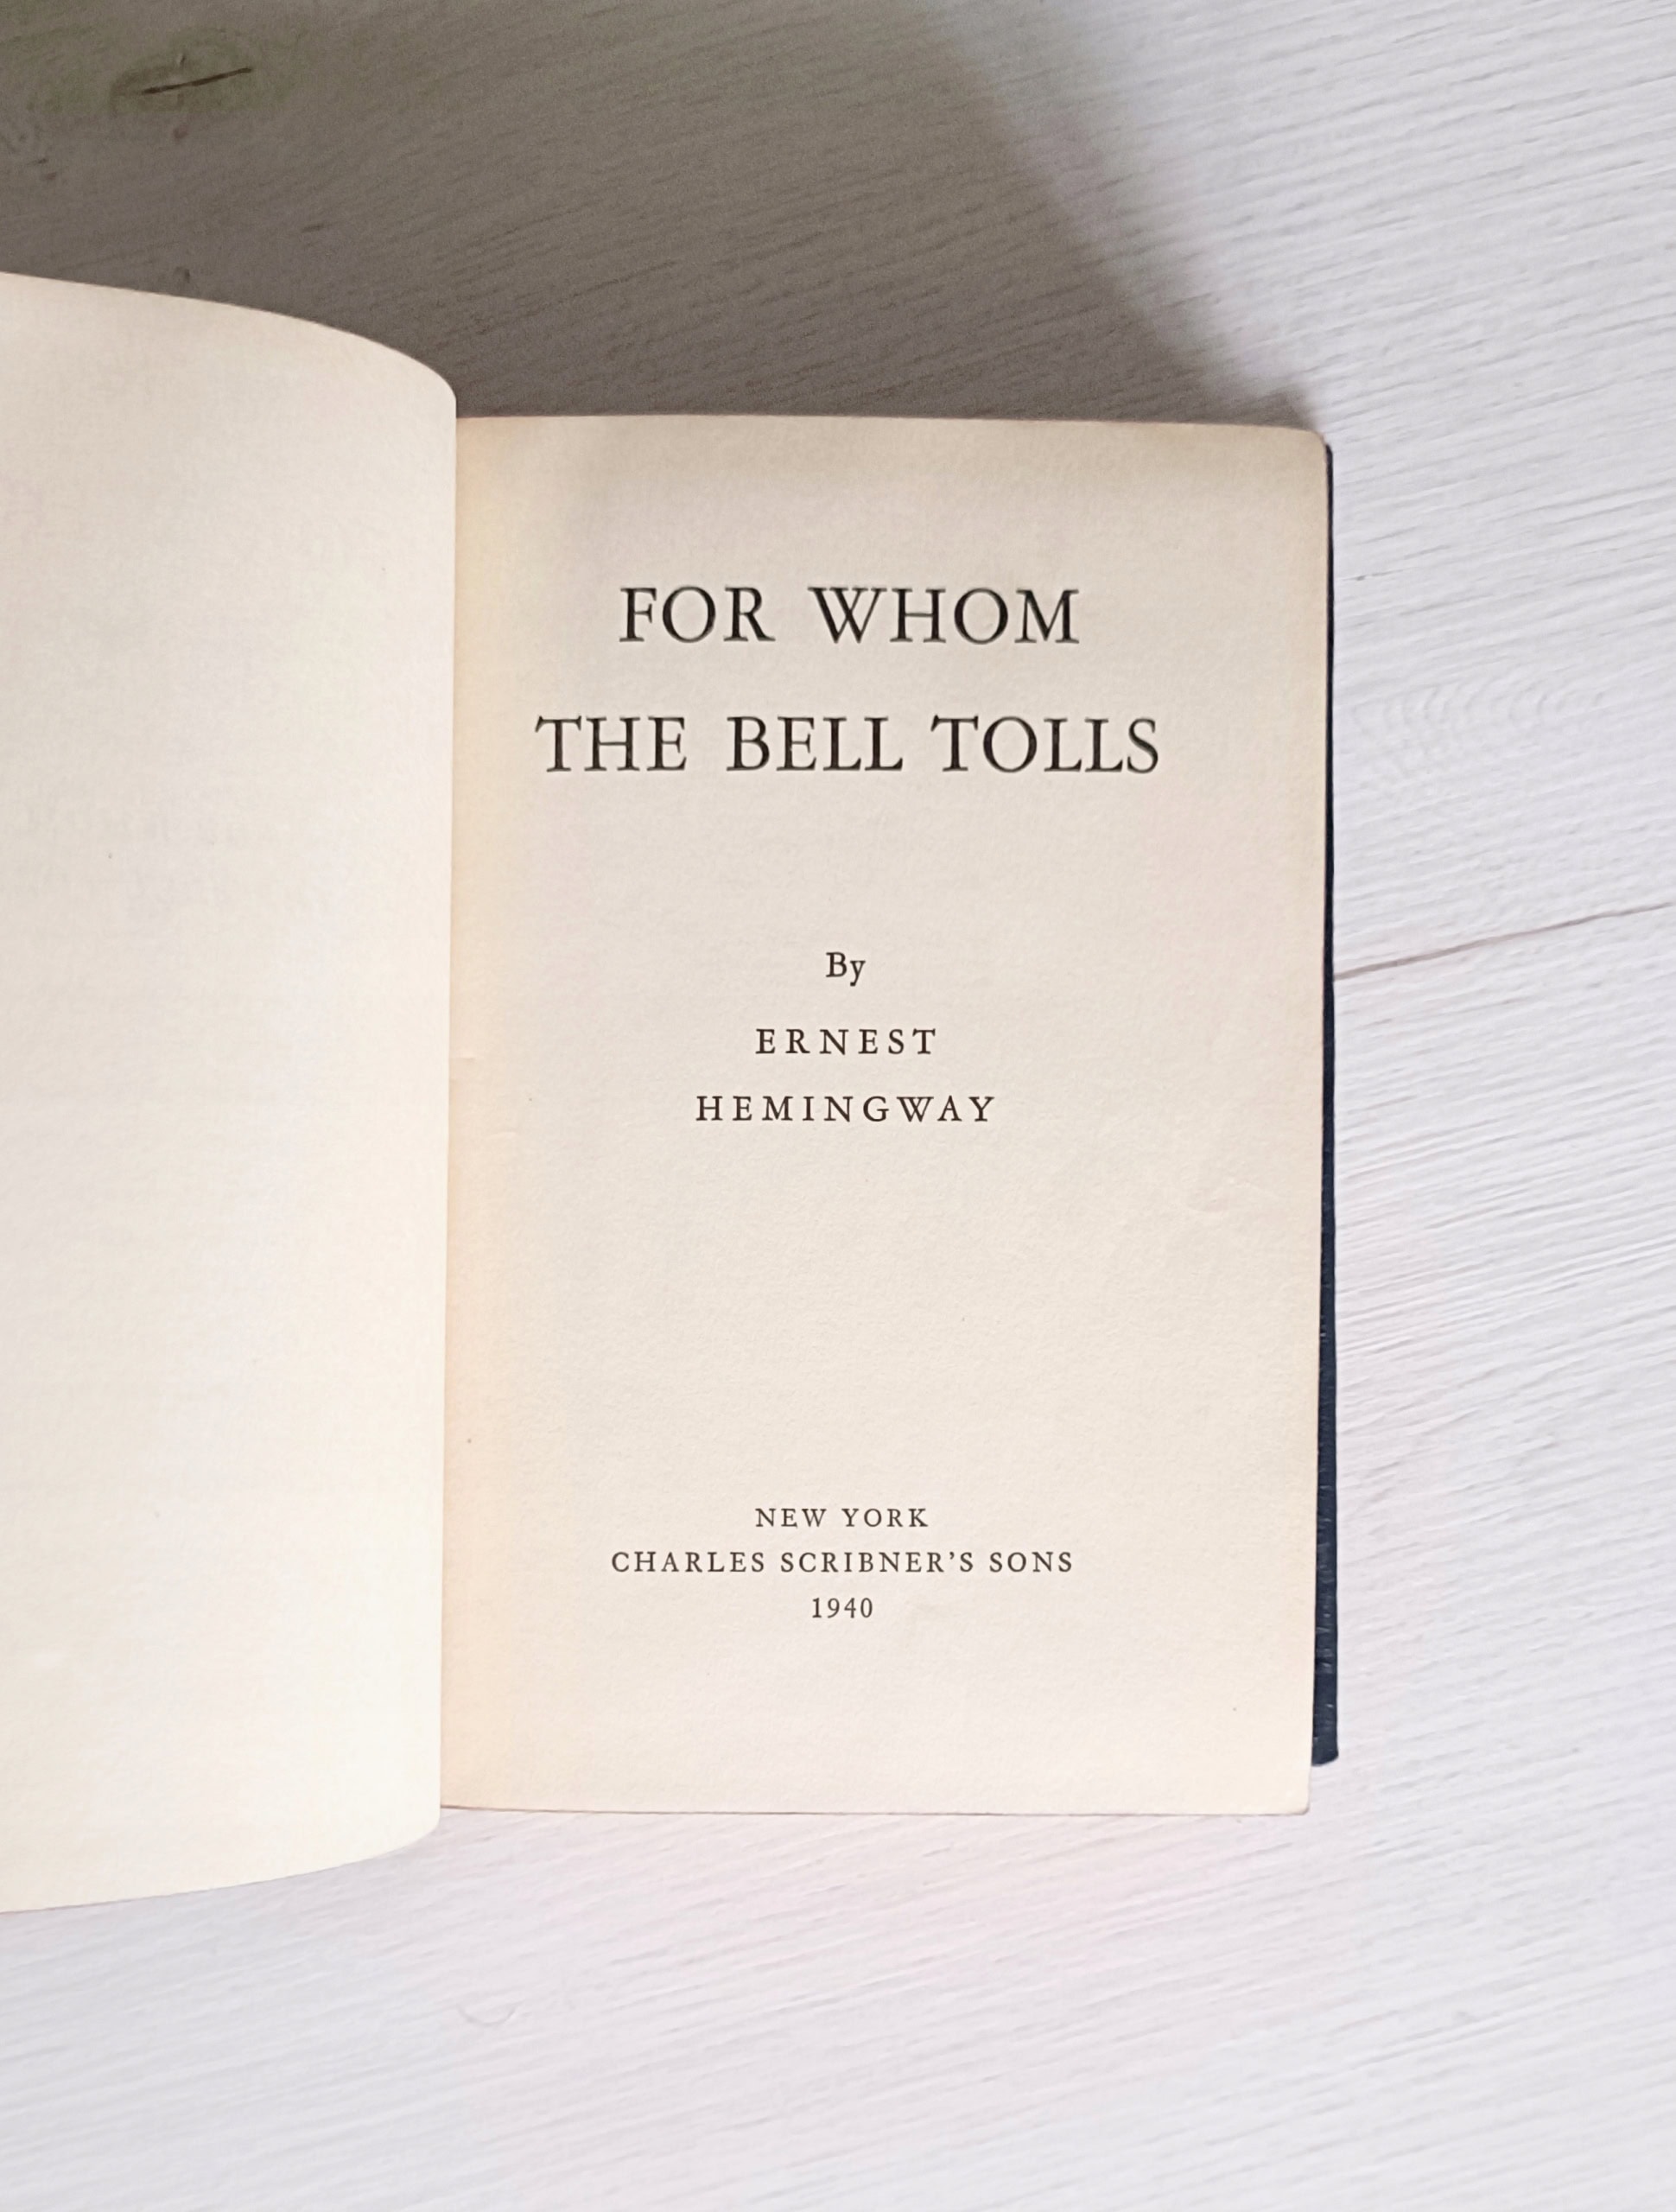 FOR WHOM
THE BELL TOLLS
By
ERNEST
HEMINGWAY
NEW YORK
CHARLES SCRIBNER'S SONS
1940